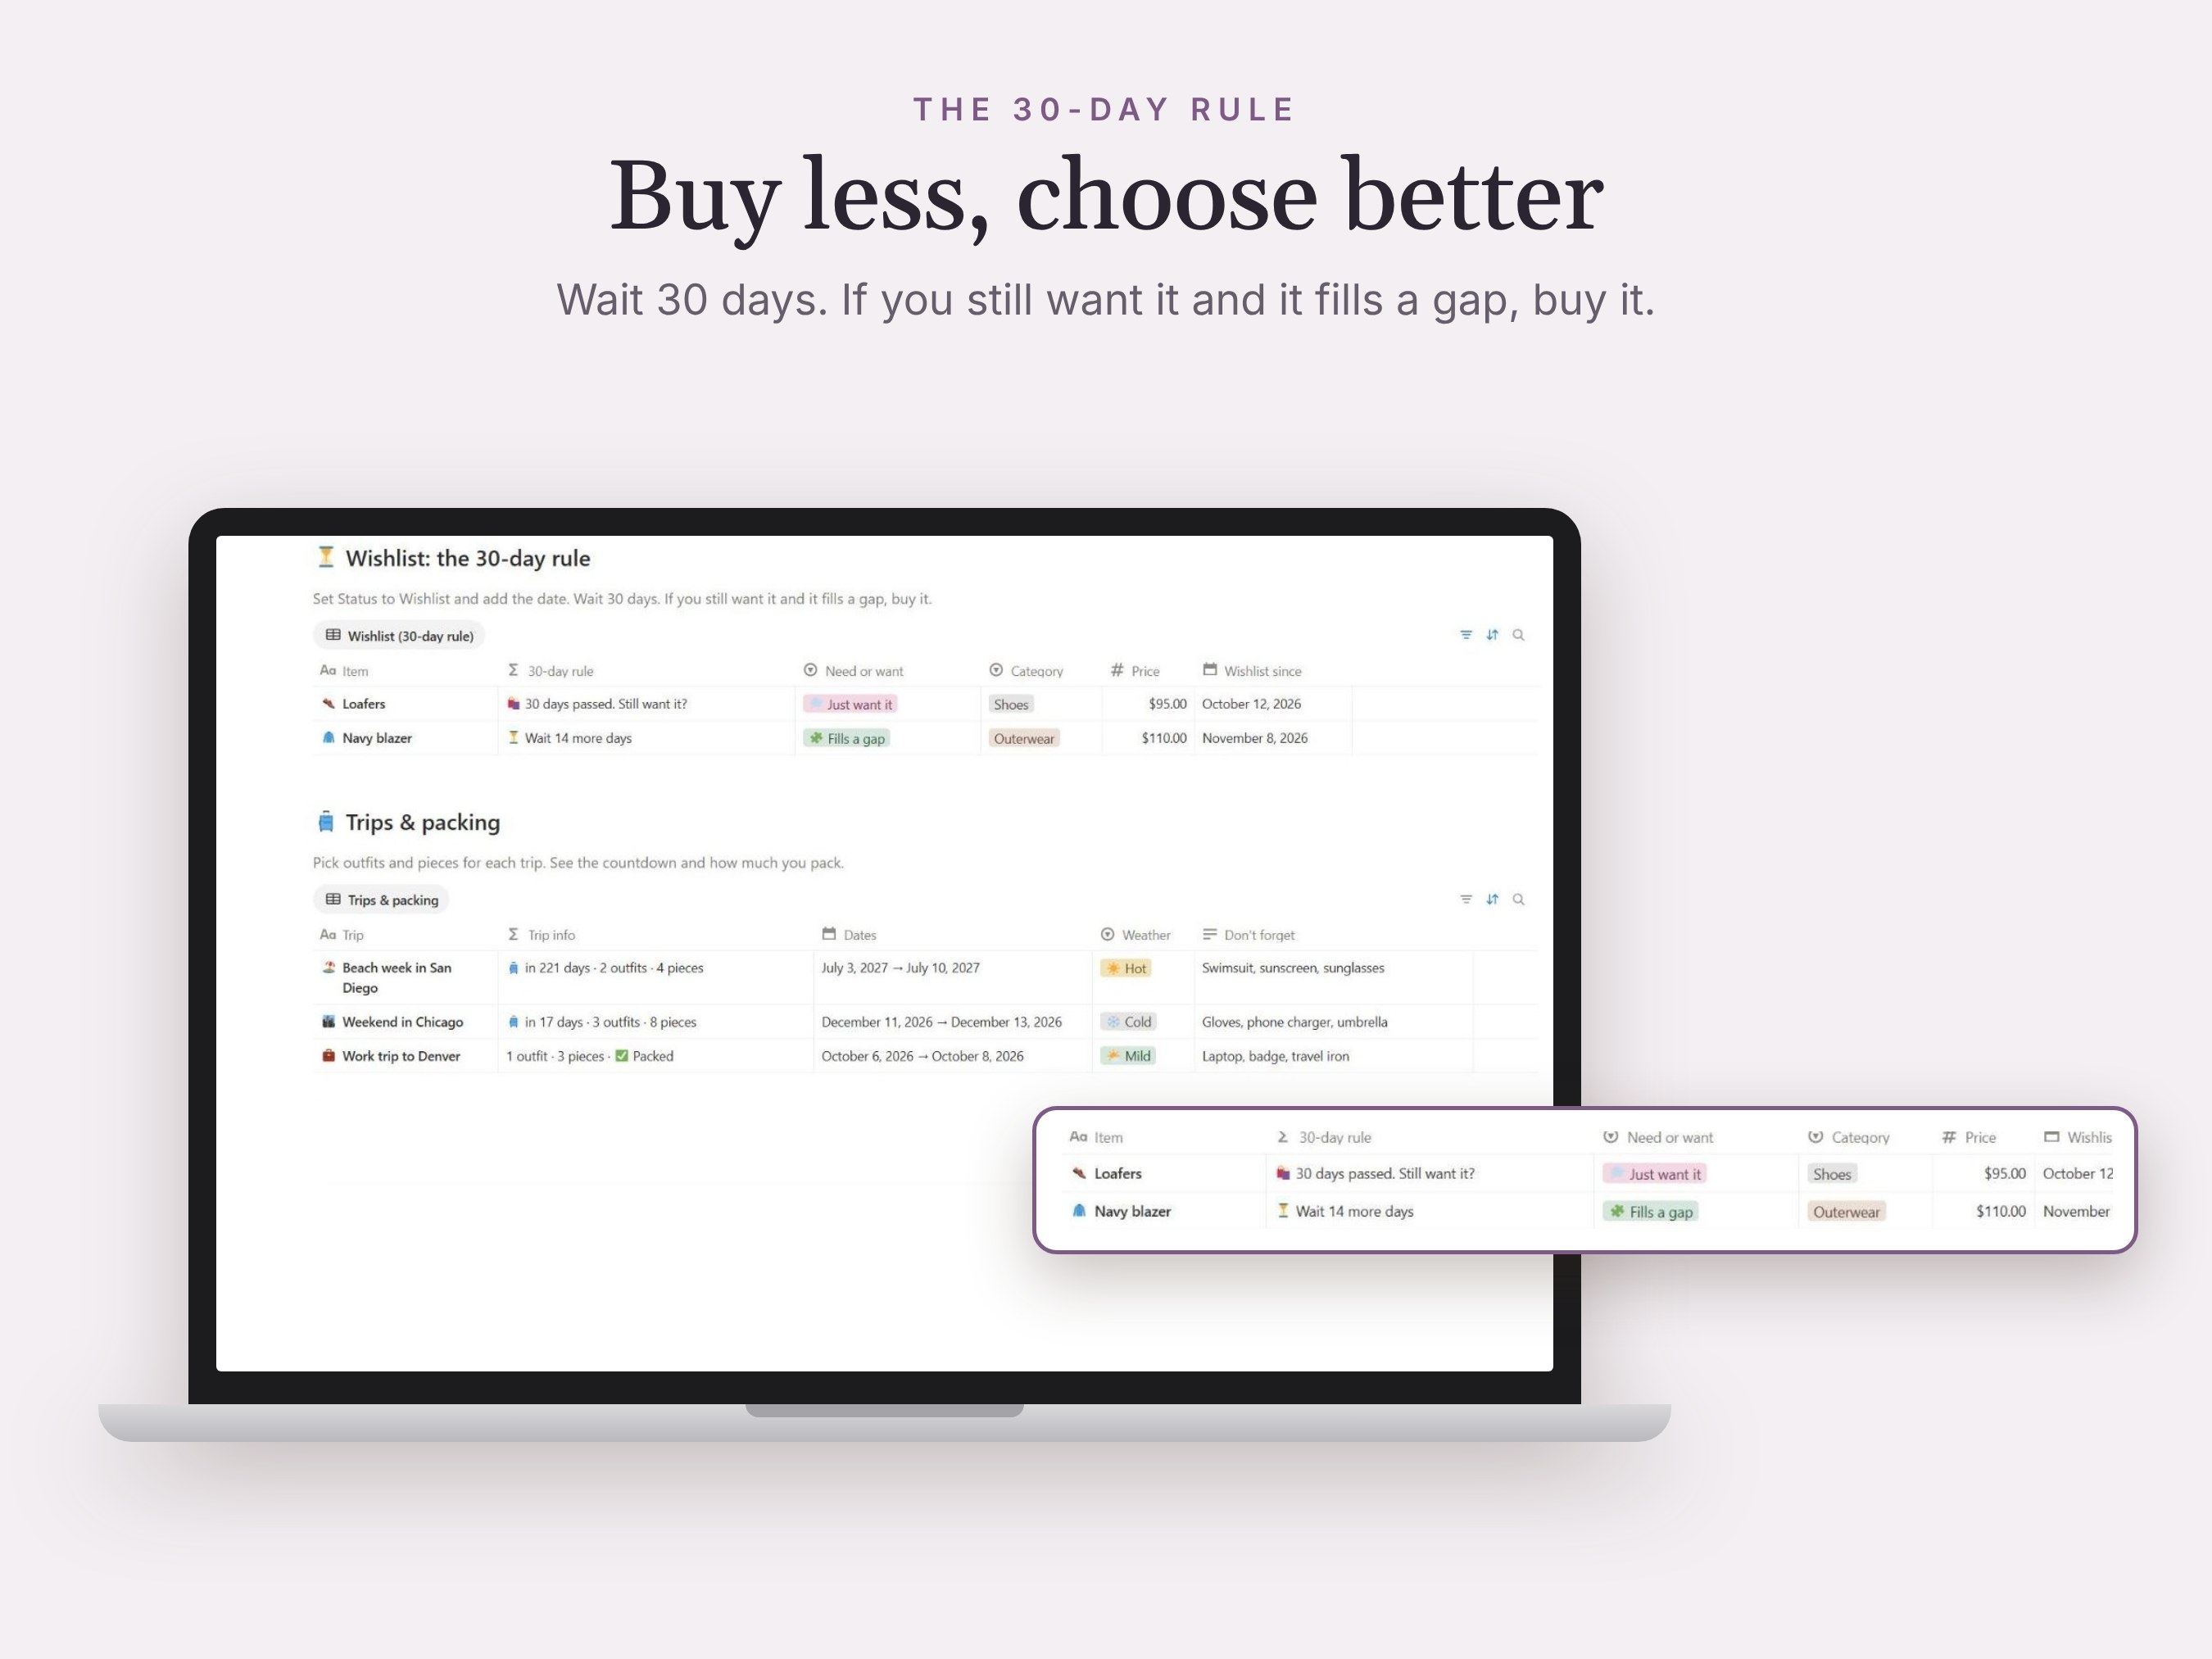 THE 30-DAY RULE
Buy less, choose better
Wait 30 days. If you still want it and it fills a gap, buy it.
Wishlist: the 30-day rule
Set Status to Wishlist and add the date. Wait 30 days. If you still want it and it fills a gap, buy it.
Wishlist (30-day rule)
Aa Item Σ 30-day rule Need or want Category # Price Wishlist since
Loafers 30 days passed. Still want it? Just want it Shoes $95.00 October 12, 2026
Navy blazer Wait 14 more days Fills a gap Outerwear $110.00 November 8, 2026
Trips & packing
Pick outfits and pieces for each trip. See the countdown and how much you pack.
Trips & packing
Aa Trip Σ Trip info Dates Weather Don't forget
Beach week in San in 221 days · 2 outfits · 4 pieces July 3, 2027 → July 10, 2027 Hot Swimsuit, sunscreen, sunglasses
Diego
Weekend in Chicago in 17 days · 3 outfits · 8 pieces December 11, 2026 → December 13, 2026 Cold Gloves, phone charger, umbrella
Work trip to Denver 1 outfit · 3 pieces · ✅ Packed October 6, 2026 → October 8, 2026 Mild Laptop, badge, travel iron
Aa Item Σ 30-day rule Need or want Category # Price Wishlis
Loafers 30 days passed. Still want it? Just want it Shoes $95.00 October 12
Navy blazer Wait 14 more days Fills a gap Outerwear $110.00 November